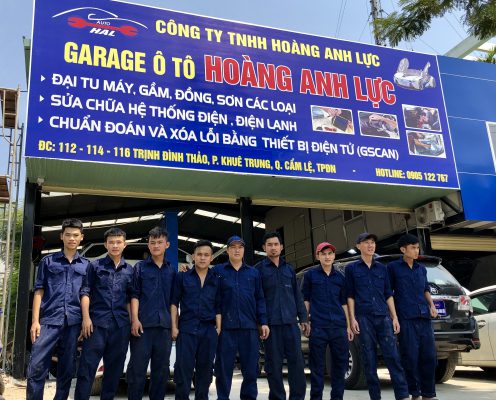 AUTO
HAL
CÔNG TY TNHH HOÀNG ANH LỰC
GARAGE Ô TÔ HOÀNG ANH LỰC
ĐẠI TU MÁY, GẦM, ĐỒNG, SƠN CÁC LOẠI
SỬA CHỮA HỆ THỐNG ĐIỆN , ĐIỆN LẠNH
CHUẨN ĐOÁN VÀ XÓA LỖI BẰNG THIẾT BỊ ĐIỆN TỬ (GSCAN)
ĐC: 112 - 114 - 116 TRỊNH ĐÌNH THẢO, P. KHUÊ TRUNG, Q. CẨM LỆ, TPĐN - HOTLINE: 0905 122 767